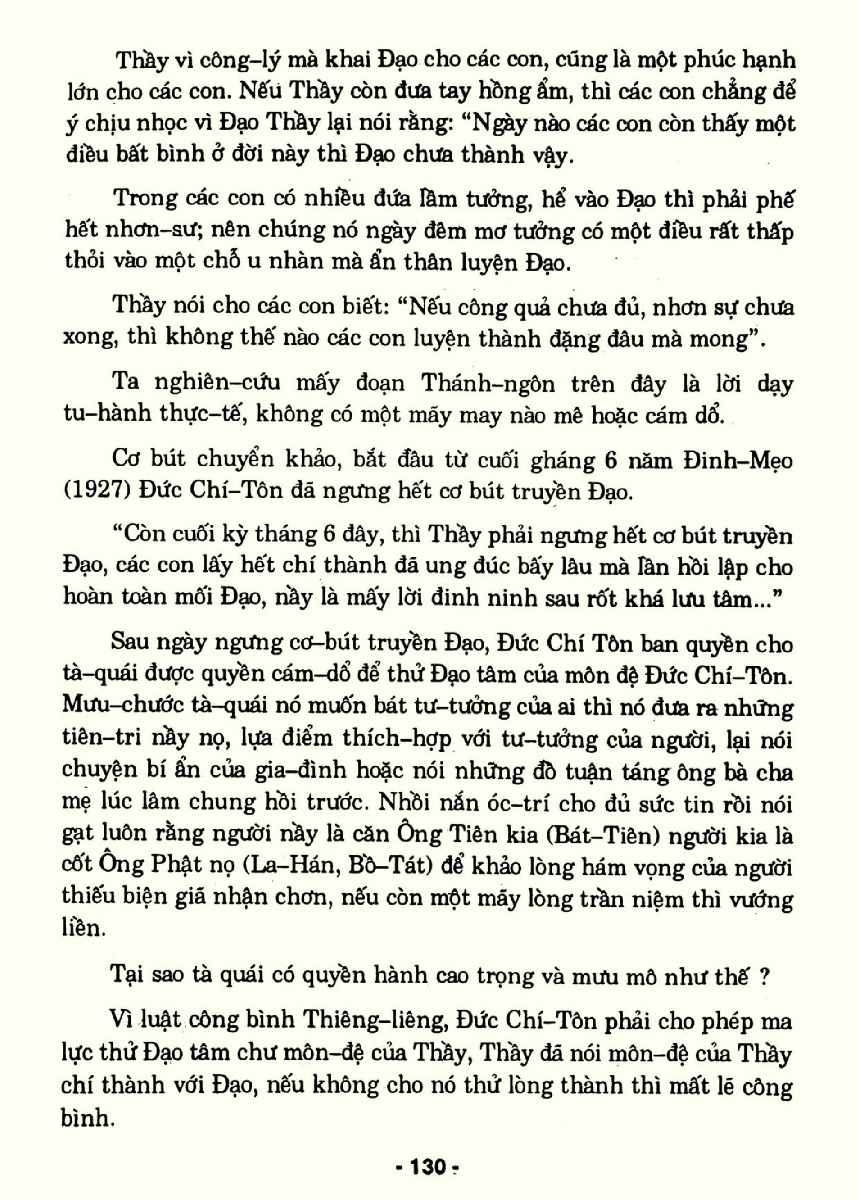 Thầy vì công–lý mà khai Đạo cho các con, cũng là một phúc hạnh
lớn cho các con. Nếu Thầy còn đưa tay hồng ẩm, thì các con chẳng để
ý chịu nhọc vì Đạo Thầy lại nói rằng: “Ngày nào các con còn thấy một
điều bất bình ở đời này thì Đạo chưa thành vậy.
Trong các con có nhiều đứa lầm tưởng, hể vào Đạo thì phải phế
hết nhơn–sư; nên chúng nó ngày đêm mơ tưởng có một điều rất thấp
thỏi vào một chỗ u nhàn mà ẩn thân luyện Đạo.
Thầy nói cho các con biết: “Nếu công quả chưa đủ, nhơn sự chưa
xong, thì không thế nào các con luyện thành đặng đâu mà mong”.
Ta nghiên–cứu mấy đoạn Thánh–ngôn trên đây là lời dạy
tu–hành thực–tế, không có một mãy may nào mê hoặc cám dổ.
Cơ bút chuyển khảo, bắt đâu từ cuối gháng 6 năm Đinh–Mẹo
(1927) Đức Chí–Tôn đã ngưng hết cơ bút truyền Đạo.
“Còn cuối kỳ tháng 6 đây, thì Thầy phải ngưng hết cơ bút truyền
Đạo, các con lấy hết chí thành đã ung đúc bấy lâu mà lần hồi lập cho
hoàn toàn mối Đạo, nầy là mấy lời đinh ninh sau rốt khá lưu tâm...”
Sau ngày ngưng cơ–bút truyền Đạo, Đức Chí Tôn ban quyền cho
tà–quái được quyền cám–dổ để thử Đạo tâm của môn đệ Đức Chí–Tôn.
Mưu–chước tà–quái nó muốn bát tư–tưởng của ai thì nó đưa ra những
tiên–tri nầy nọ, lựa điểm thích–hợp với tư–tưởng của người, lại nói
chuyện bí ẩn của gia–đình hoặc nói những đồ tuận táng ông bà cha
mẹ lúc lâm chung hồi trước. Nhồi nắn óc–trí cho đủ sức tin rồi nói
gạt luôn rằng người nầy là căn Ông Tiên kia (Bát–Tiên) người kia là
cốt Ông Phật nọ (La–Hán, Bồ–Tát) để khảo lòng hám vọng của người
thiếu biện giã nhận chơn, nếu còn một mãy lòng trần niệm thì vướng
liền.
Tại sao tà quái có quyền hành cao trọng và mưu mô như thế ?
Vì luật công bình Thiêng–liêng, Đức Chí–Tôn phải cho phép ma
lực thử Đạo tâm chư môn–đệ của Thầy, Thầy đã nói môn–đệ của Thầy
chí thành với Đạo, nếu không cho nó thử lòng thành thì mất lẽ công
bình.
- 130 -